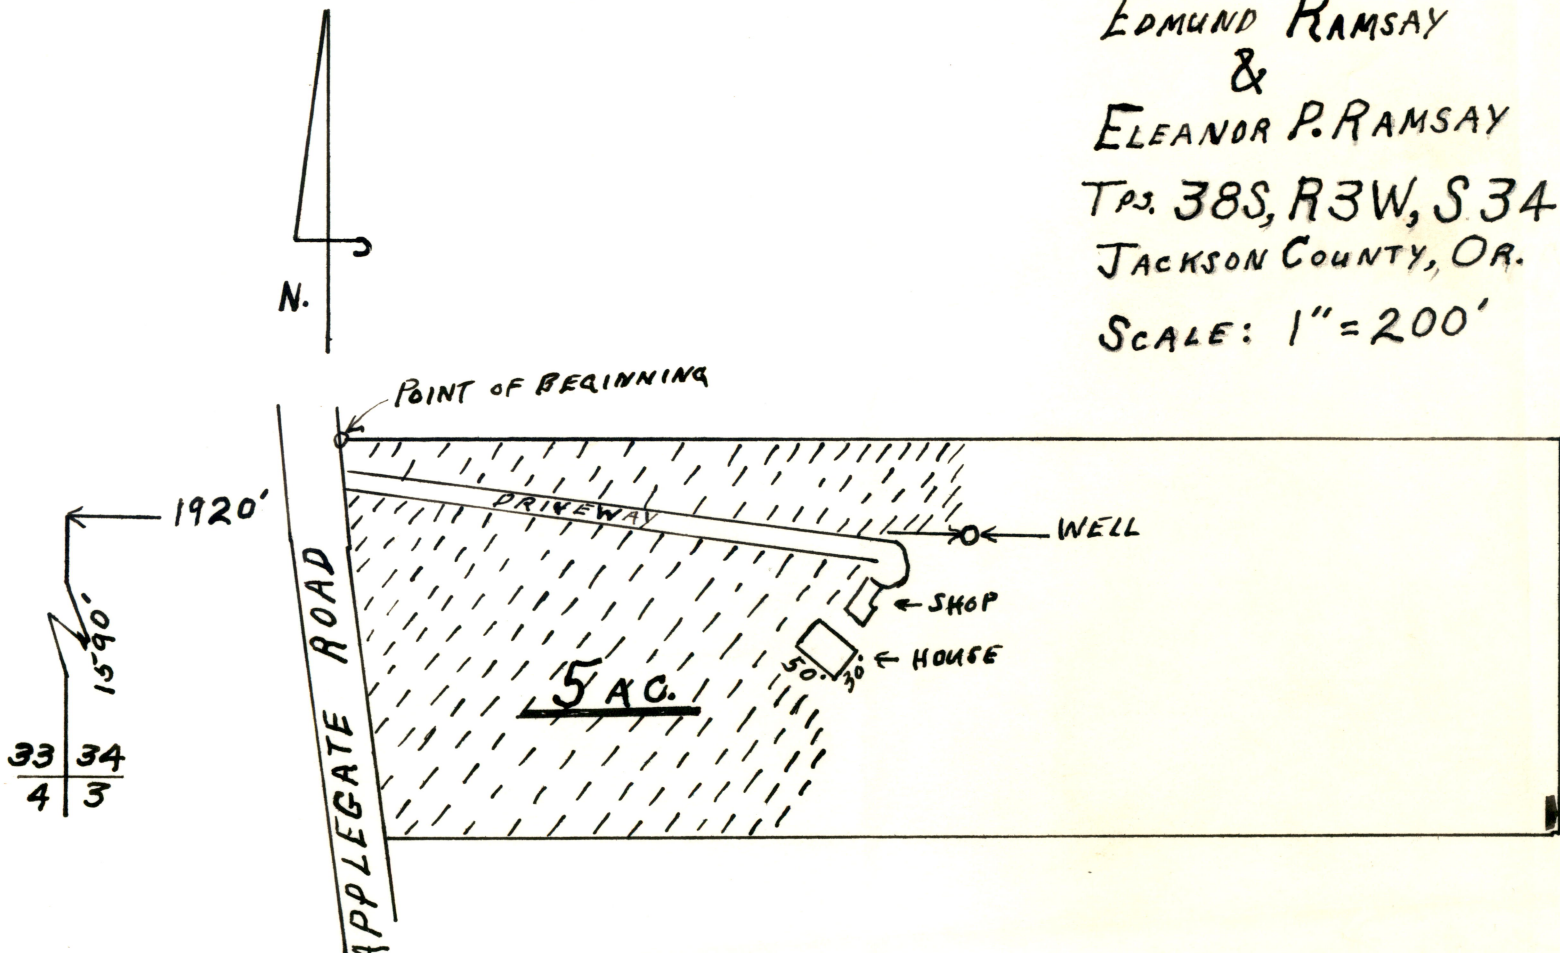 EDMUND RAMSAY
&
ELEANOR P. RAMSAY
TPS. 38S, R3W, S 34
JACKSON COUNTY, OR.
SCALE: 1" = 200'
N.
POINT OF BEGINNING
1920'
DRIVEWAY
WELL
SHOP
HOUSE
50.
30'
1590'
5 AC.
APPLEGATE ROAD
33 34
4 3